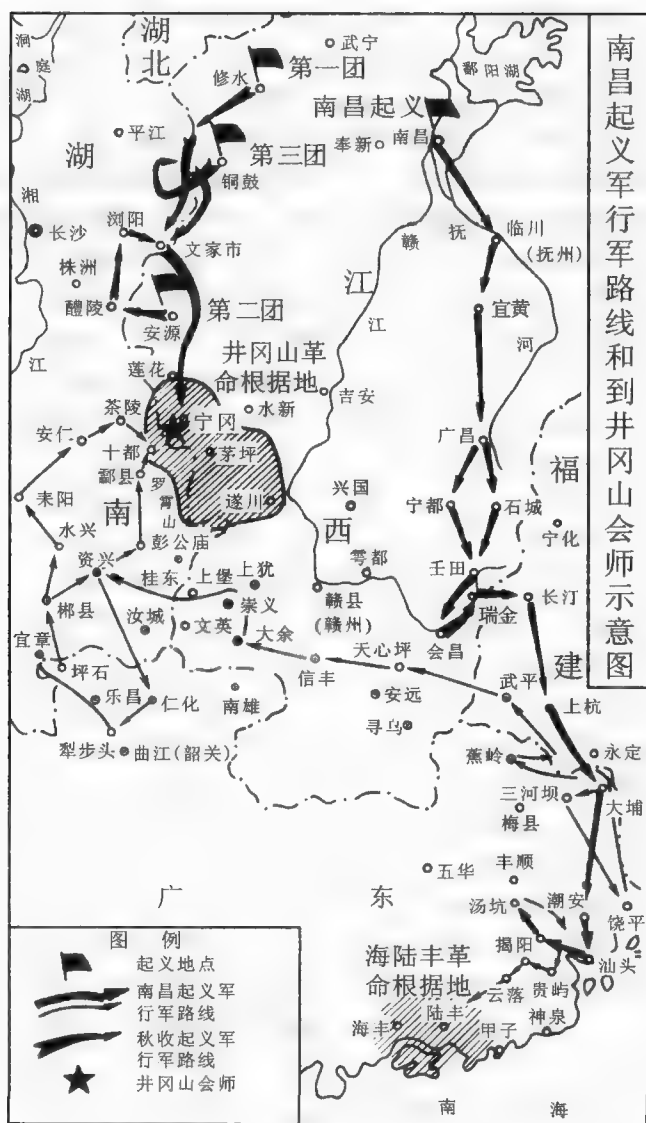 南昌起义军行军路线和到井冈山会师示意图
洞
庭
湖
湖
北
武宁
第一团
修水
鄱阳湖
南昌起义
南昌
奉新
平江
湖
第三团
铜鼓
湘
长沙
浏阳
文家市
赣
抚
临川
(抚州)
株洲
醴陵
第二团
安源
江
江
宜黄
河
江
井冈山革
命根据地
莲花
吉安
茶陵
宁冈
水新
安仁
十都
茅坪
广昌
福
酃县
罗
霄
山
遂川
兴国
宁都
石城
南
西
宁化
耒阳
水兴
彭公庙
雩都
壬田
资兴
桂东
上堡
上犹
赣县
(赣州)
瑞金
长汀
郴县
汝城
崇义
文英
大余
会昌
宜章
天心坪
建
坪石
信丰
武平
上杭
乐昌
仁化
南雄
安远
寻乌
犁步头
曲江(韶关)
蕉岭
永定
三河坝
大埔
梅县
五华
丰顺
广
东
汤坑
潮安
饶平
揭阳
汕头
海陆丰革
命根据地
云落
贵屿
神泉
海丰
陆丰
甲子
南
海
图例
起义地点
南昌起义军
行军路线
秋收起义军
行军路线
井冈山会师